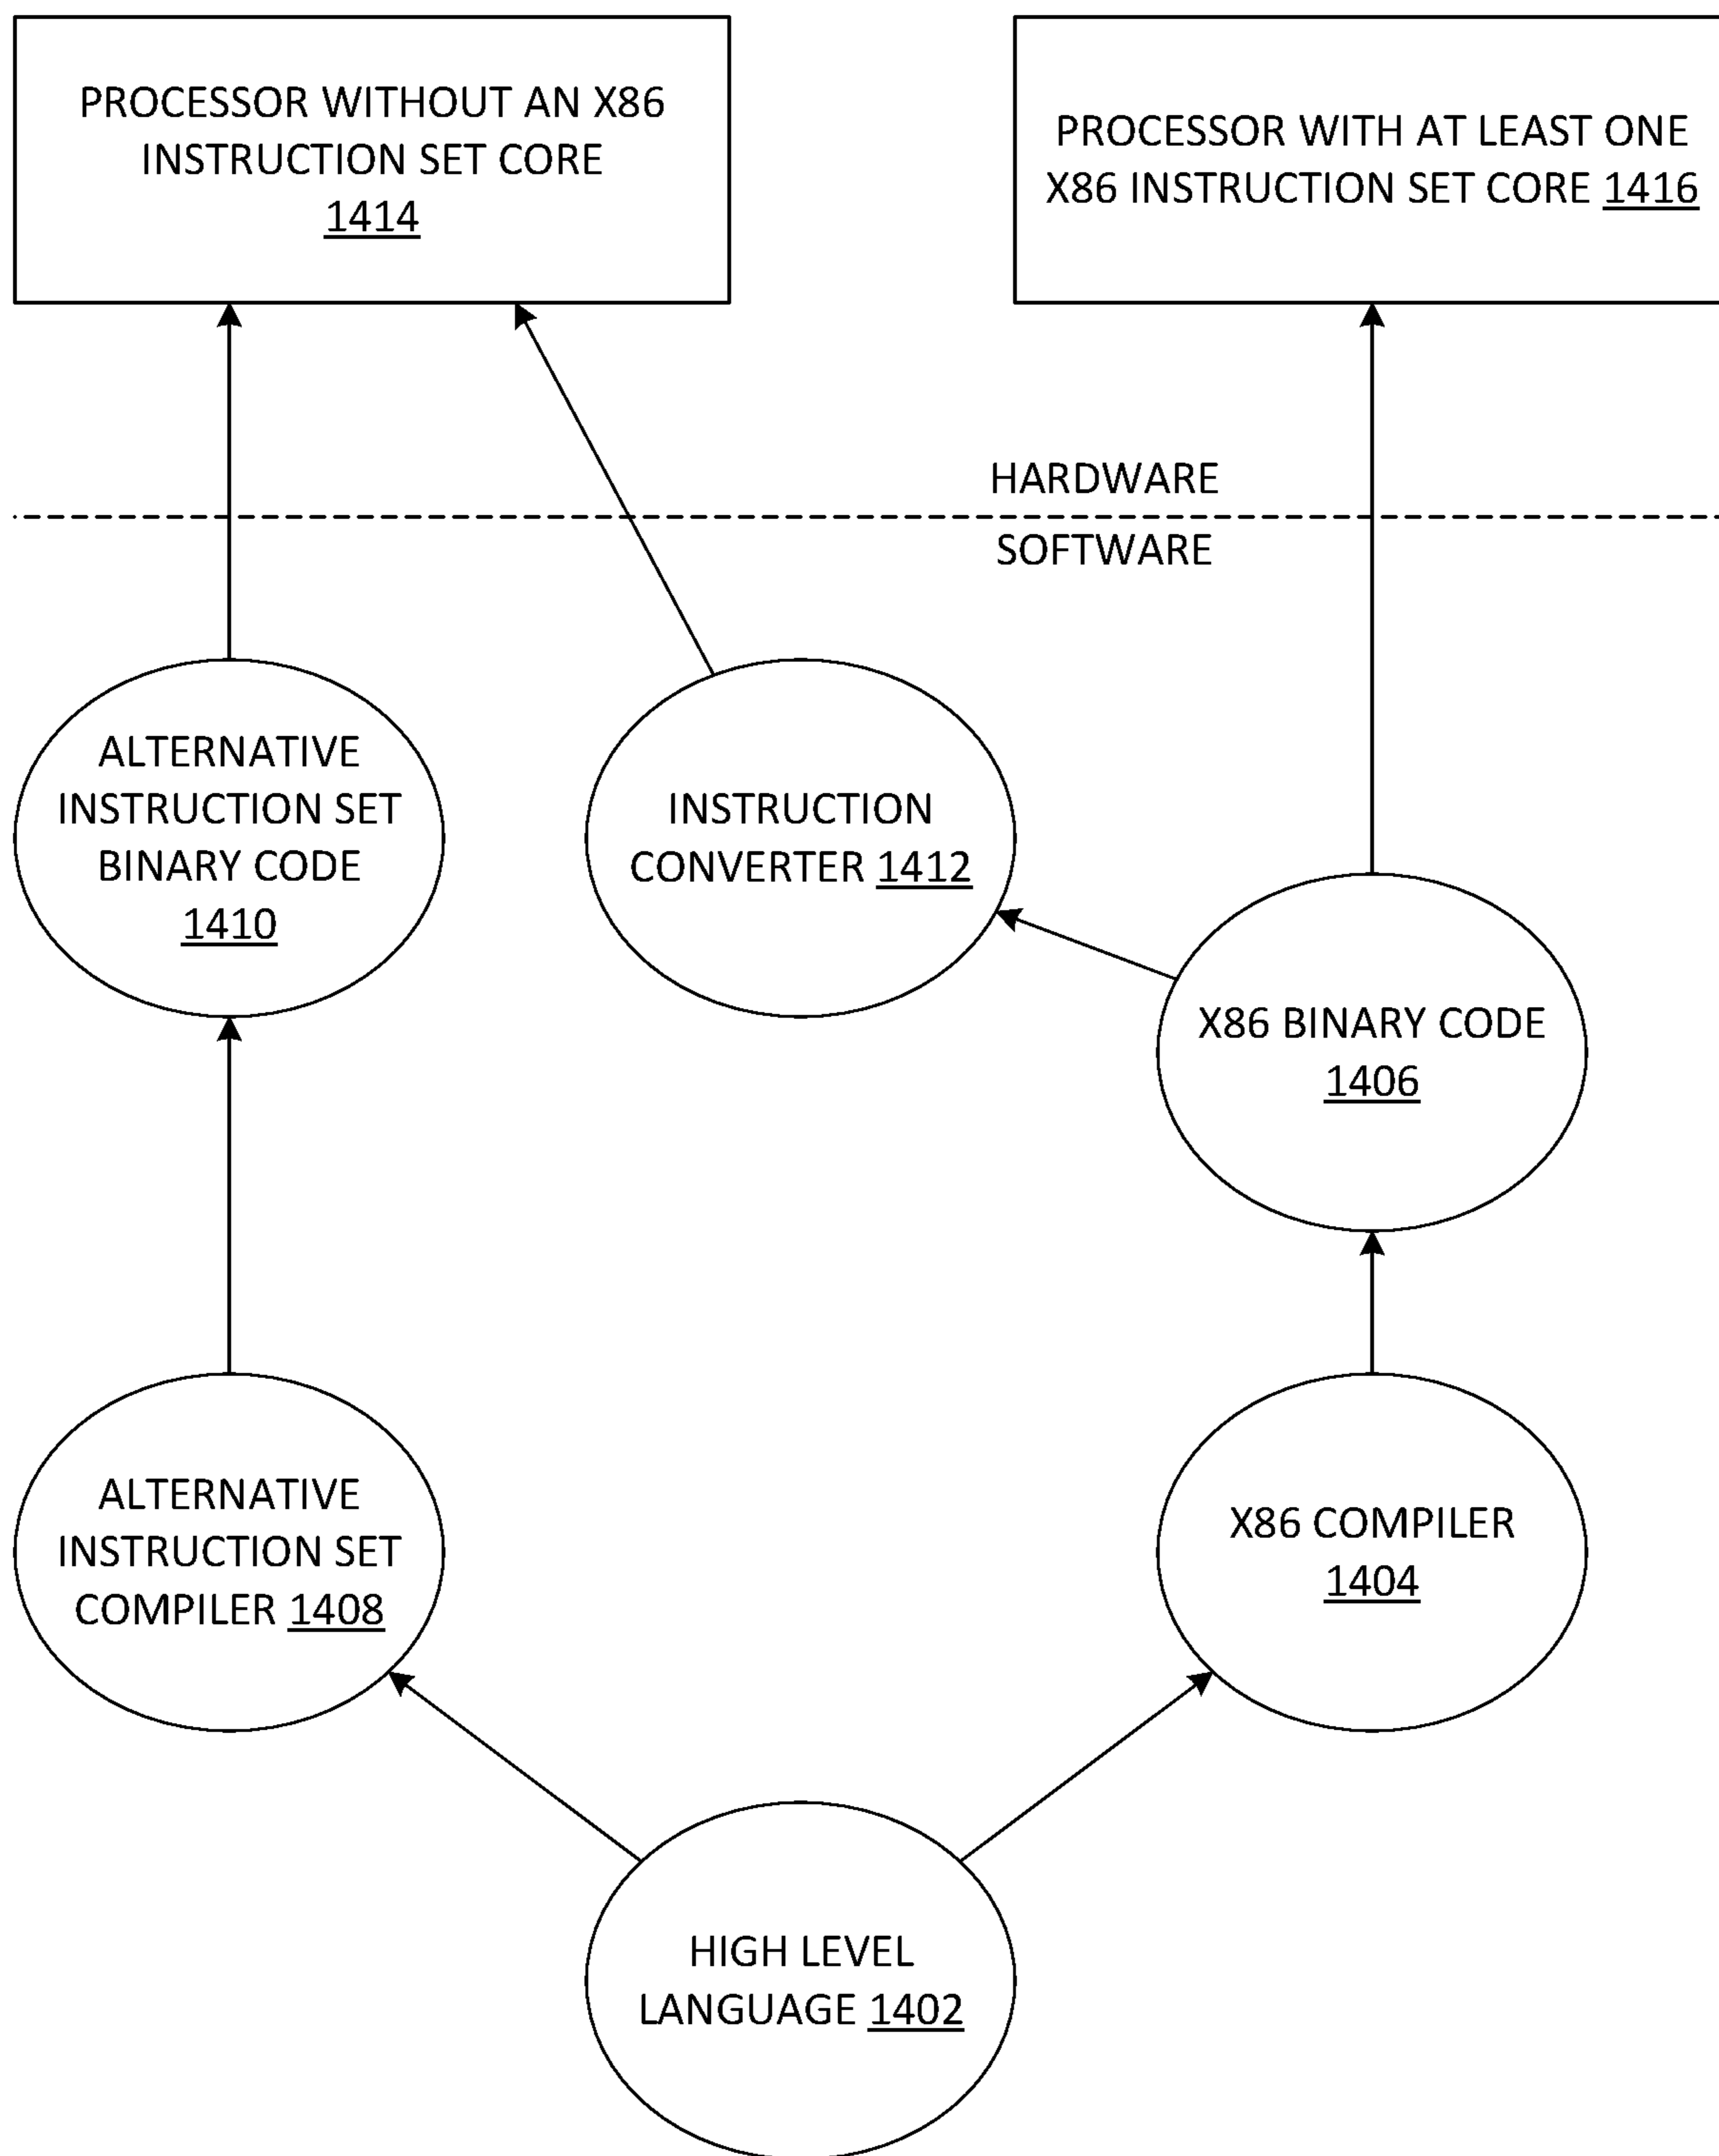 PROCESSOR WITHOUT AN X86
INSTRUCTION SET CORE
1414
PROCESSOR WITH AT LEAST ONE
X86 INSTRUCTION SET CORE 1416
HARDWARE
SOFTWARE
ALTERNATIVE
INSTRUCTION SET
BINARY CODE
1410
INSTRUCTION
CONVERTER 1412
X86 BINARY CODE
1406
ALTERNATIVE
INSTRUCTION SET
COMPILER 1408
X86 COMPILER
1404
HIGH LEVEL
LANGUAGE 1402